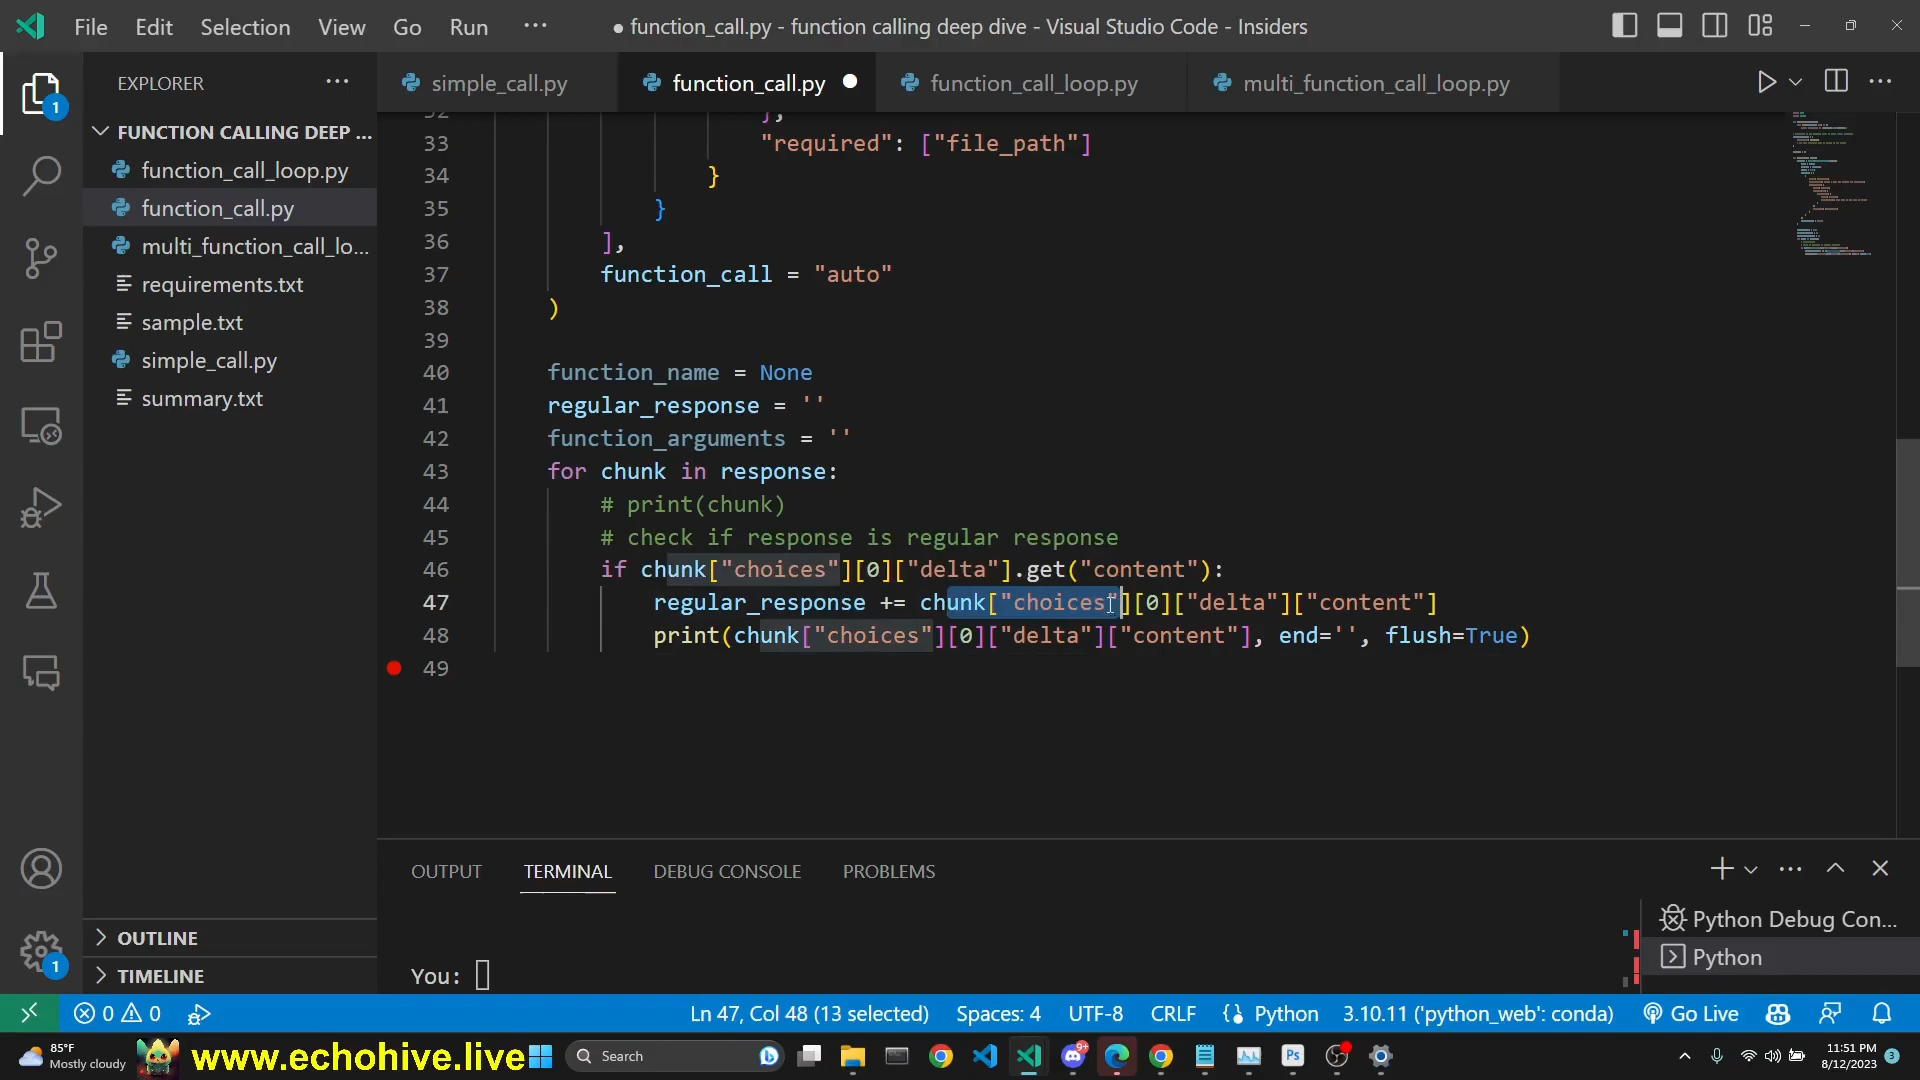 File Edit Selection View Go Run ··· ● function_call.py - function calling deep dive - Visual Studio Code - Insiders
EXPLORER ···
simple_call.py function_call.py ● function_call_loop.py multi_function_call_loop.py
1
FUNCTION CALLING DEEP ...
function_call_loop.py
function_call.py
multi_function_call_lo...
requirements.txt
sample.txt
simple_call.py
summary.txt
OUTLINE
TIMELINE
1
32 },
33 "required": ["file_path"]
34 }
35 }
36 ],
37 function_call = "auto"
38 )
39
40 function_name = None
41 regular_response = ''
42 function_arguments = ''
43 for chunk in response:
44 # print(chunk)
45 # check if response is regular response
46 if chunk["choices"][0]["delta"].get("content"):
47 regular_response += chunk["choices"][0]["delta"]["content"]
48 print(chunk["choices"][0]["delta"]["content"], end='', flush=True)
49
OUTPUT TERMINAL DEBUG CONSOLE PROBLEMS
You:
Python Debug Con...
Python
0 0 Ln 47, Col 48 (13 selected) Spaces: 4 UTF-8 CRLF Python 3.10.11 ('python_web': conda) Go Live
85°F
Mostly cloudy
www.echohive.live
Search
9+
Ps
11:51 PM
8/12/2023
3